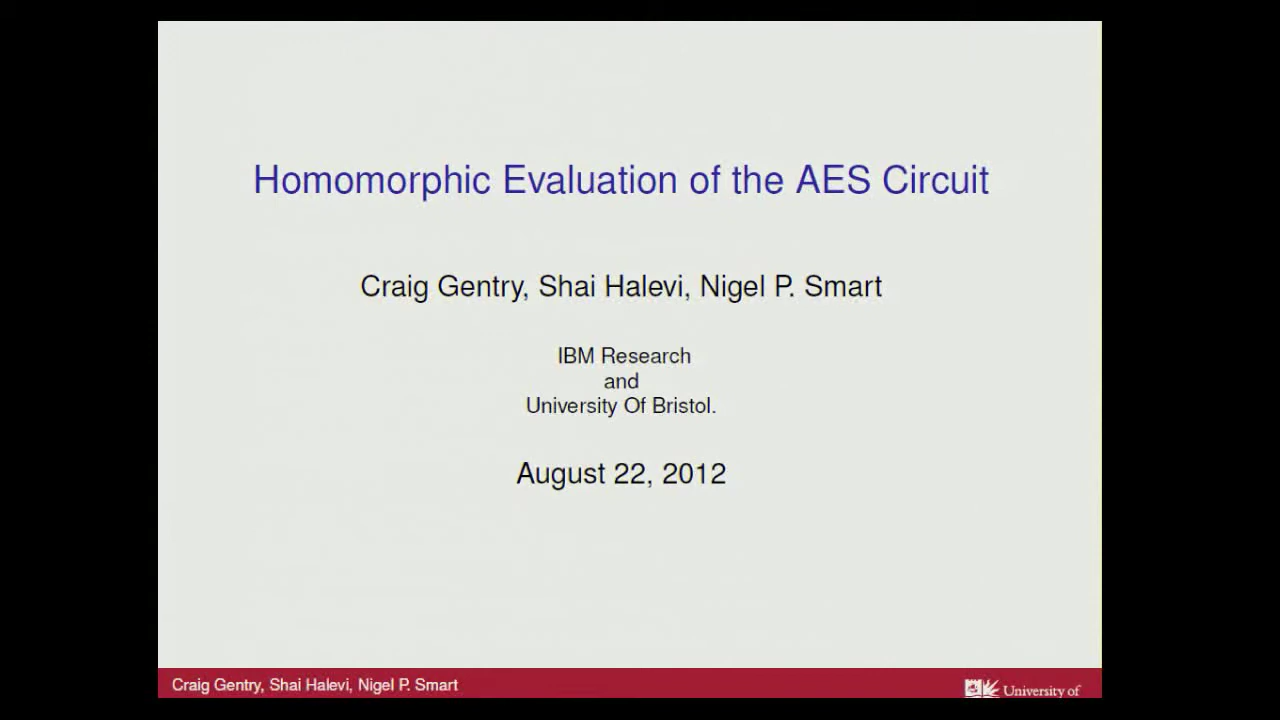 Homomorphic Evaluation of the AES Circuit
Craig Gentry, Shai Halevi, Nigel P. Smart
IBM Research
and
University Of Bristol.
August 22, 2012
Craig Gentry, Shai Halevi, Nigel P. Smart
University of